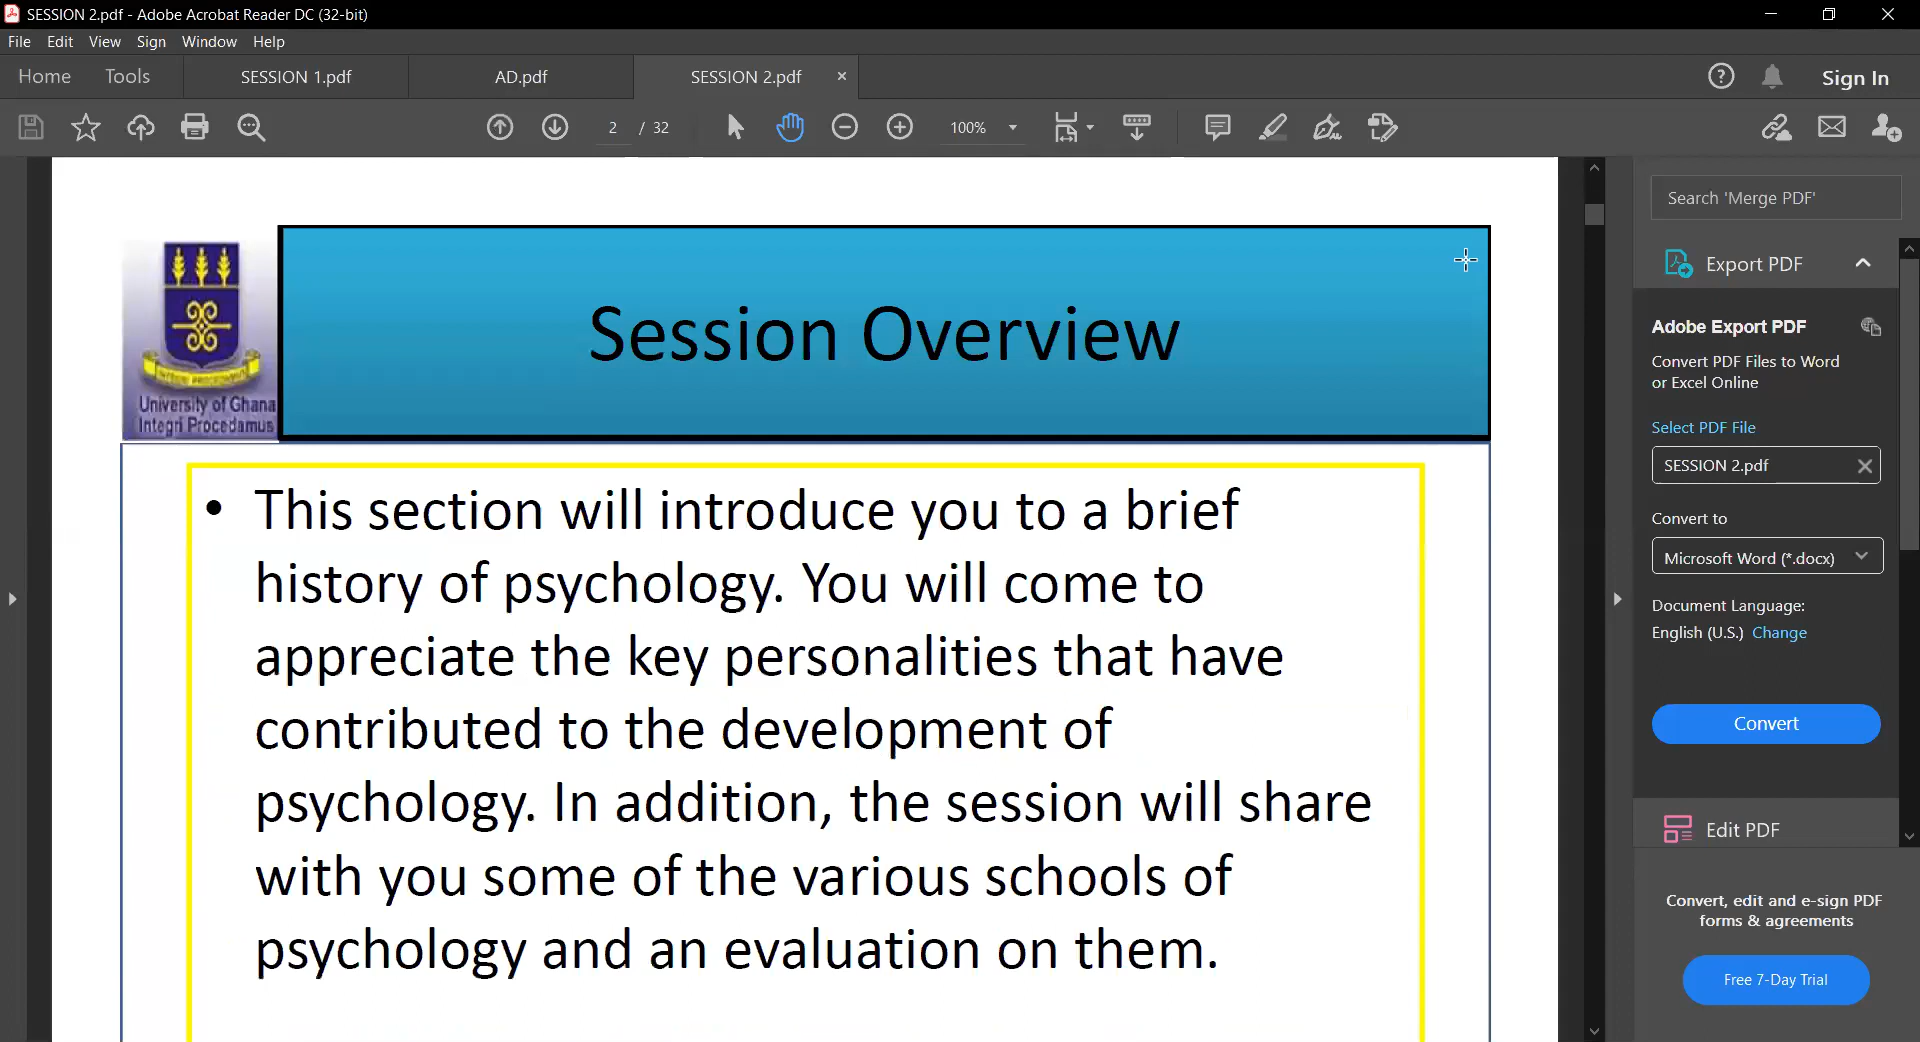 SESSION 2.pdf - Adobe Acrobat Reader DC (32-bit)
File Edit View Sign Window Help
Home Tools SESSION 1.pdf AD.pdf SESSION 2.pdf
2 / 32 100%
Sign In
Search 'Merge PDF'
Export PDF
Adobe Export PDF
Convert PDF Files to Word
or Excel Online
Select PDF File
SESSION 2.pdf
Convert to
Microsoft Word (*.docx)
Document Language:
English (U.S.) Change
Convert
Edit PDF
Convert, edit and e-sign PDF
forms & agreements
Free 7-Day Trial
University of Ghana
Integri Procedamus
Session Overview
• This section will introduce you to a brief
history of psychology. You will come to
appreciate the key personalities that have
contributed to the development of
psychology. In addition, the session will share
with you some of the various schools of
psychology and an evaluation on them.